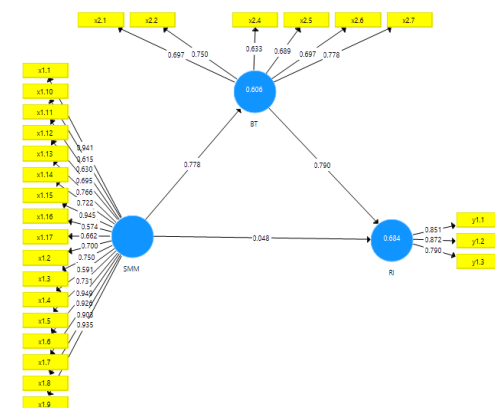 x2.1 x2.2 x2.4 x2.5 x2.6 x2.7
0.697 0.750 0.633 0.689 0.697 0.778
0.606
BT
x1.1
x1.10
x1.11
x1.12
x1.13
x1.14
x1.15
x1.16
x1.17
x1.2
x1.3
x1.4
x1.5
x1.6
x1.7
x1.8
x1.9
0.941
0.615
0.630
0.695
0.766
0.722
0.945
0.574
0.662
0.700
0.750
0.591
0.731
0.949
0.926
0.903
0.935
SMM
0.778
0.790
0.048
0.684
RI
0.851
0.872
0.790
y1.1
y1.2
y1.3